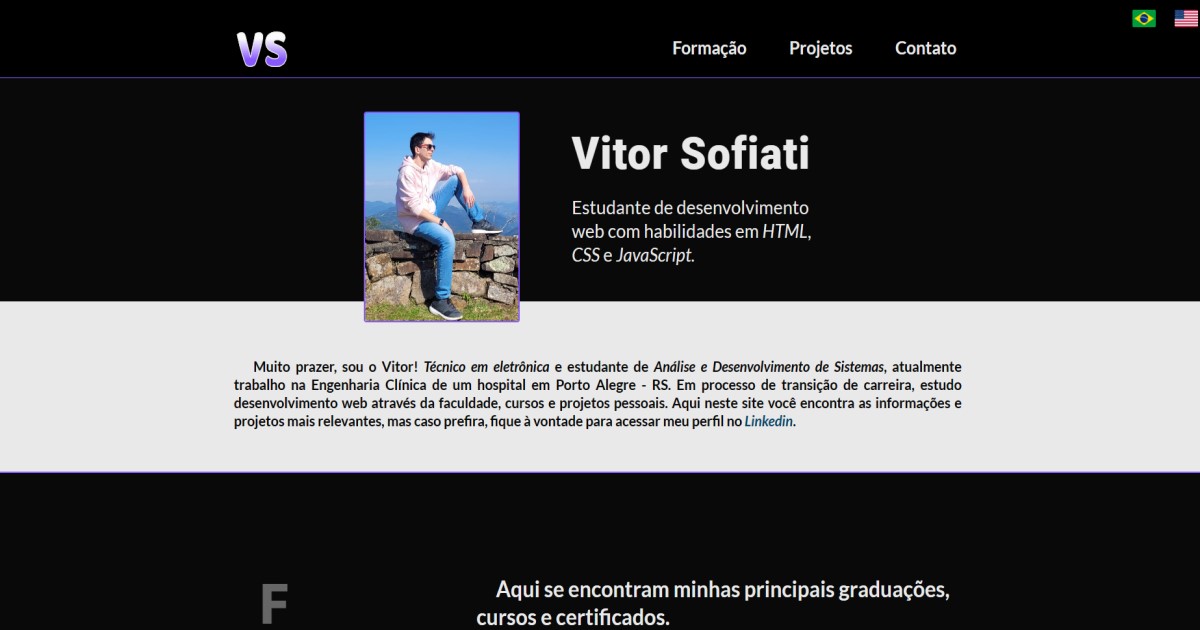 VS
Formação Projetos Contato
Vitor Sofiati
Estudante de desenvolvimento
web com habilidades em HTML,
CSS e JavaScript.
Muito prazer, sou o Vitor! Técnico em eletrônica e estudante de Análise e Desenvolvimento de Sistemas, atualmente
trabalho na Engenharia Clínica de um hospital em Porto Alegre - RS. Em processo de transição de carreira, estudo
desenvolvimento web através da faculdade, cursos e projetos pessoais. Aqui neste site você encontra as informações e
projetos mais relevantes, mas caso prefira, fique à vontade para acessar meu perfil no Linkedin.
F
Aqui se encontram minhas principais graduações,
cursos e certificados.